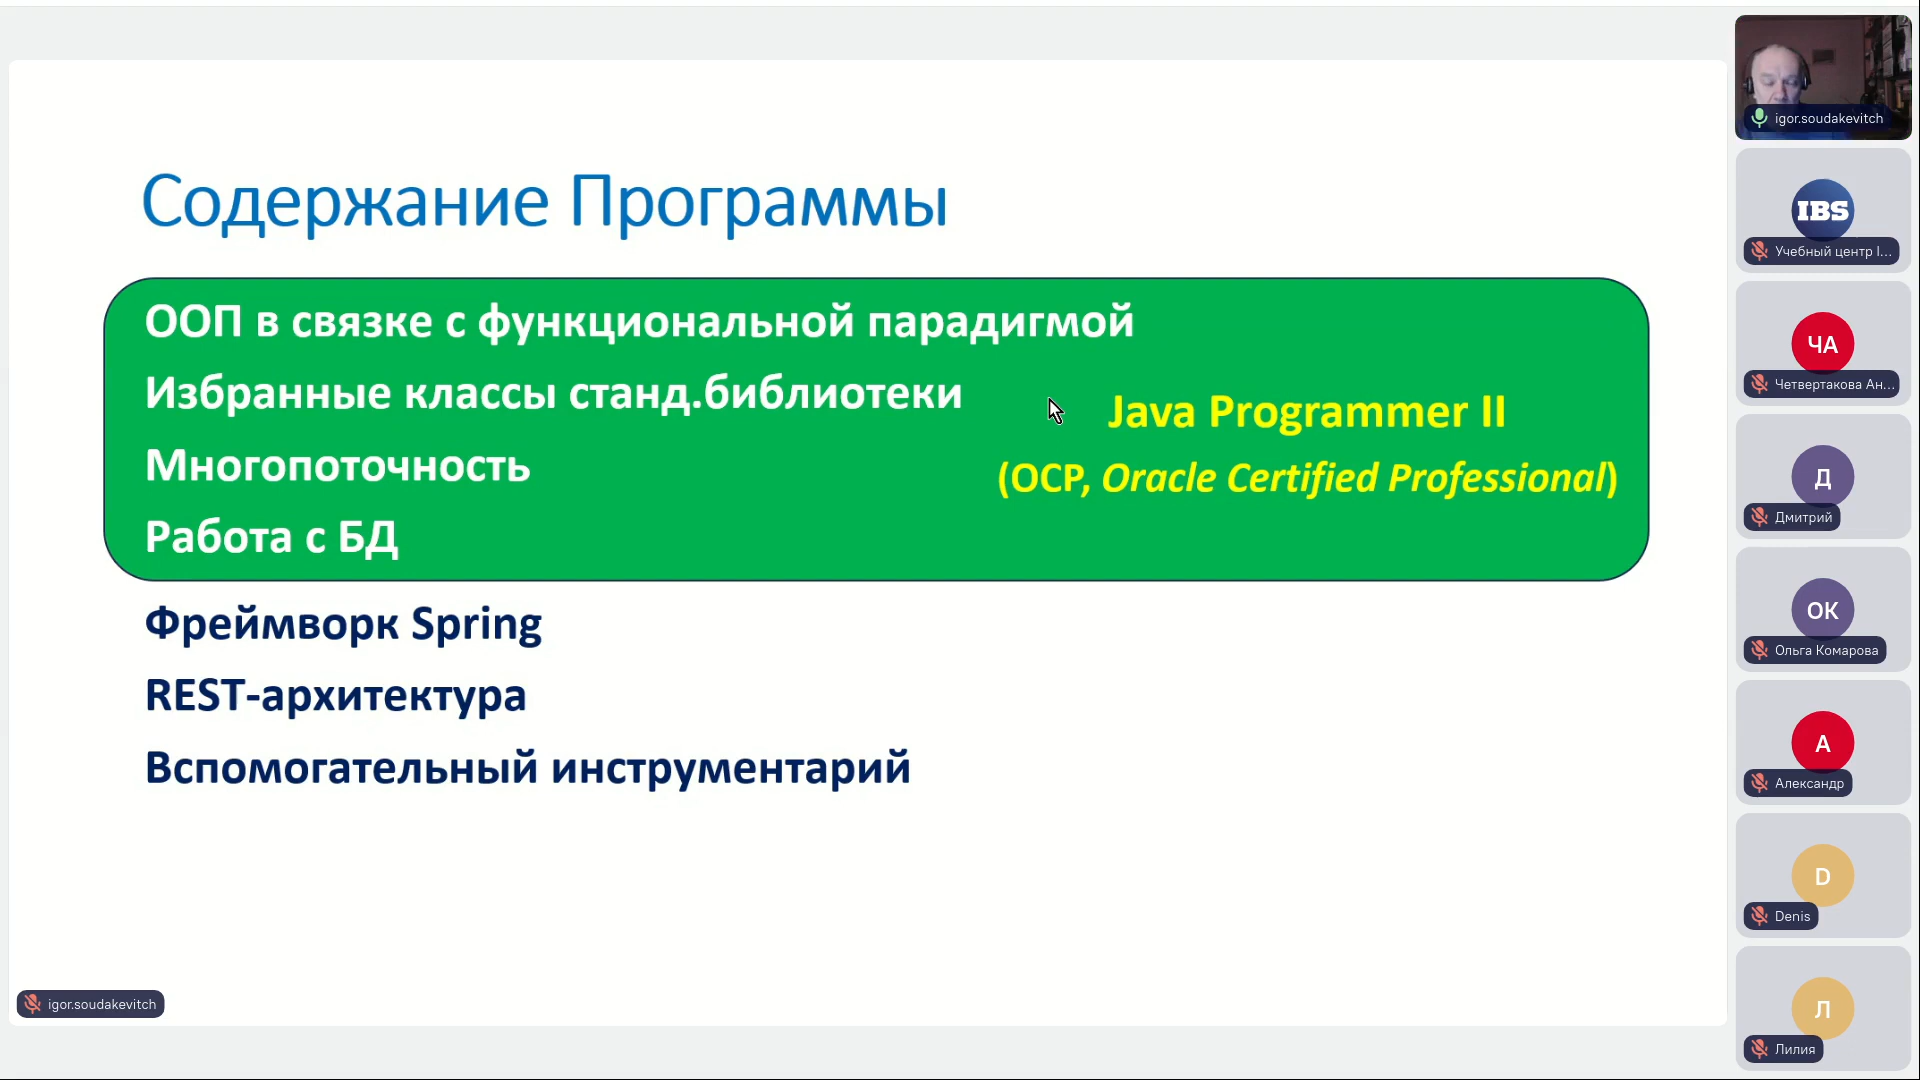 Содержание Программы
ООП в связке с функциональной парадигмой
Избранные классы станд.библиотеки
Многопоточность
Работа с БД
Java Programmer II
(OCP, Oracle Certified Professional)
Фреймворк Spring
REST-архитектура
Вспомогательный инструментарий
igor.soudakevitch
igor.soudakevitch
IBS
Учебный центр I...
ЧА
Четвертакова Ан...
Д
Дмитрий
ОК
Ольга Комарова
А
Александр
D
Denis
Л
Лилия